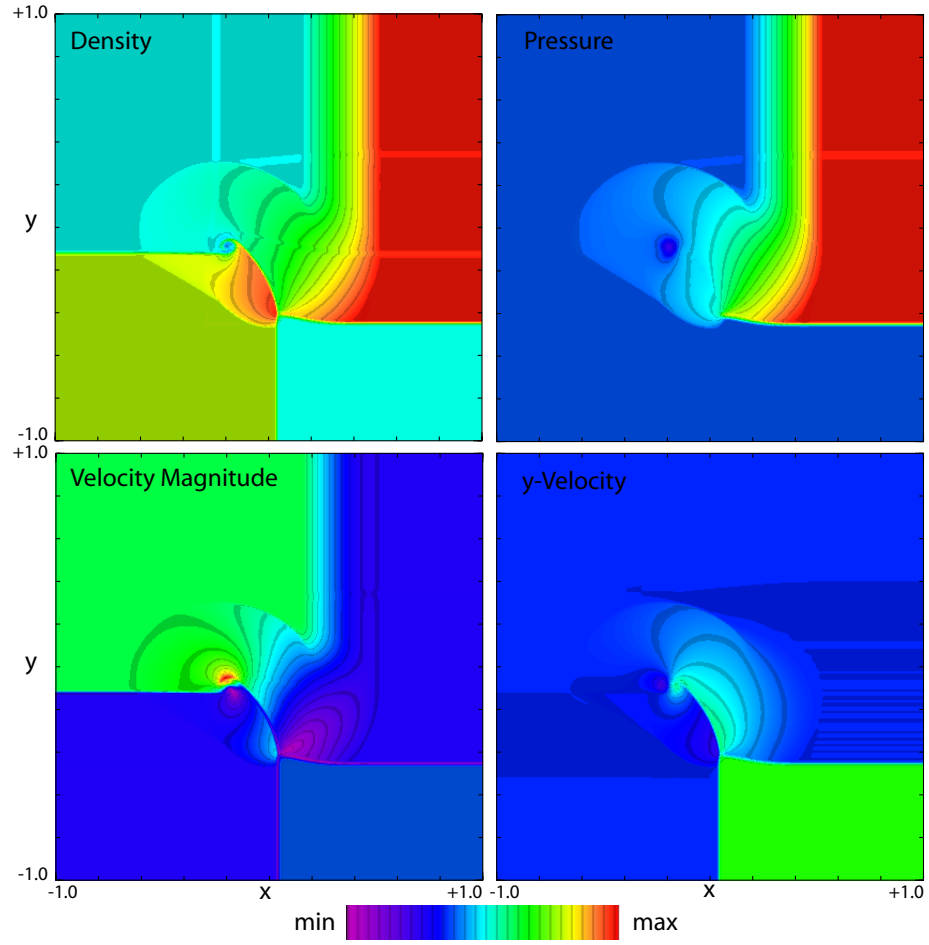 +1.0
Density
Pressure
y
-1.0
+1.0
Velocity Magnitude
y-Velocity
y
-1.0
-1.0
x
+1.0
-1.0
x
+1.0
min
max